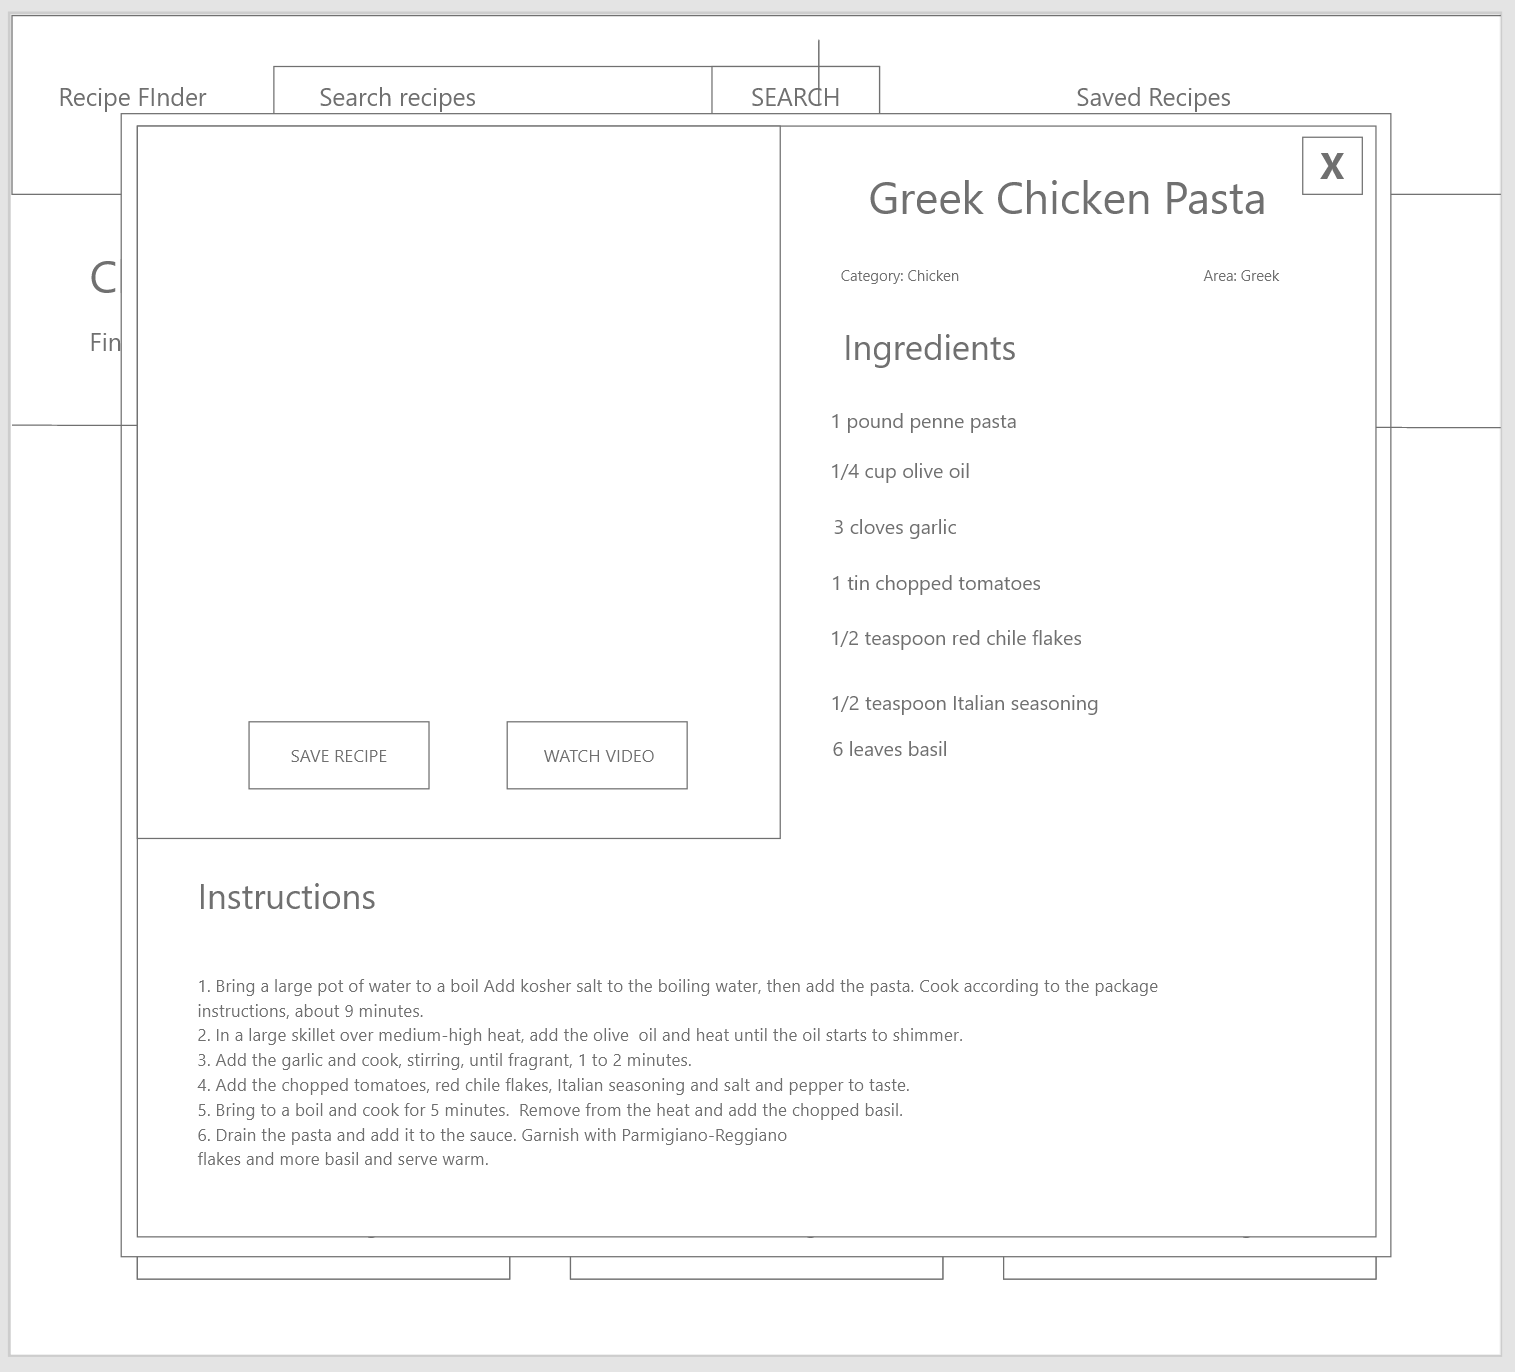 Recipe FInder
Search recipes
SEARCH
Saved Recipes
X
Greek Chicken Pasta
C
Category: Chicken
Area: Greek
Fin
Ingredients
1 pound penne pasta
1/4 cup olive oil
3 cloves garlic
1 tin chopped tomatoes
1/2 teaspoon red chile flakes
1/2 teaspoon Italian seasoning
6 leaves basil
SAVE RECIPE
WATCH VIDEO
Instructions
1. Bring a large pot of water to a boil Add kosher salt to the boiling water, then add the pasta. Cook according to the package
instructions, about 9 minutes.
2. In a large skillet over medium-high heat, add the olive  oil and heat until the oil starts to shimmer.
3. Add the garlic and cook, stirring, until fragrant, 1 to 2 minutes.
4. Add the chopped tomatoes, red chile flakes, Italian seasoning and salt and pepper to taste.
5. Bring to a boil and cook for 5 minutes.  Remove from the heat and add the chopped basil.
6. Drain the pasta and add it to the sauce. Garnish with Parmigiano-Reggiano
flakes and more basil and serve warm.